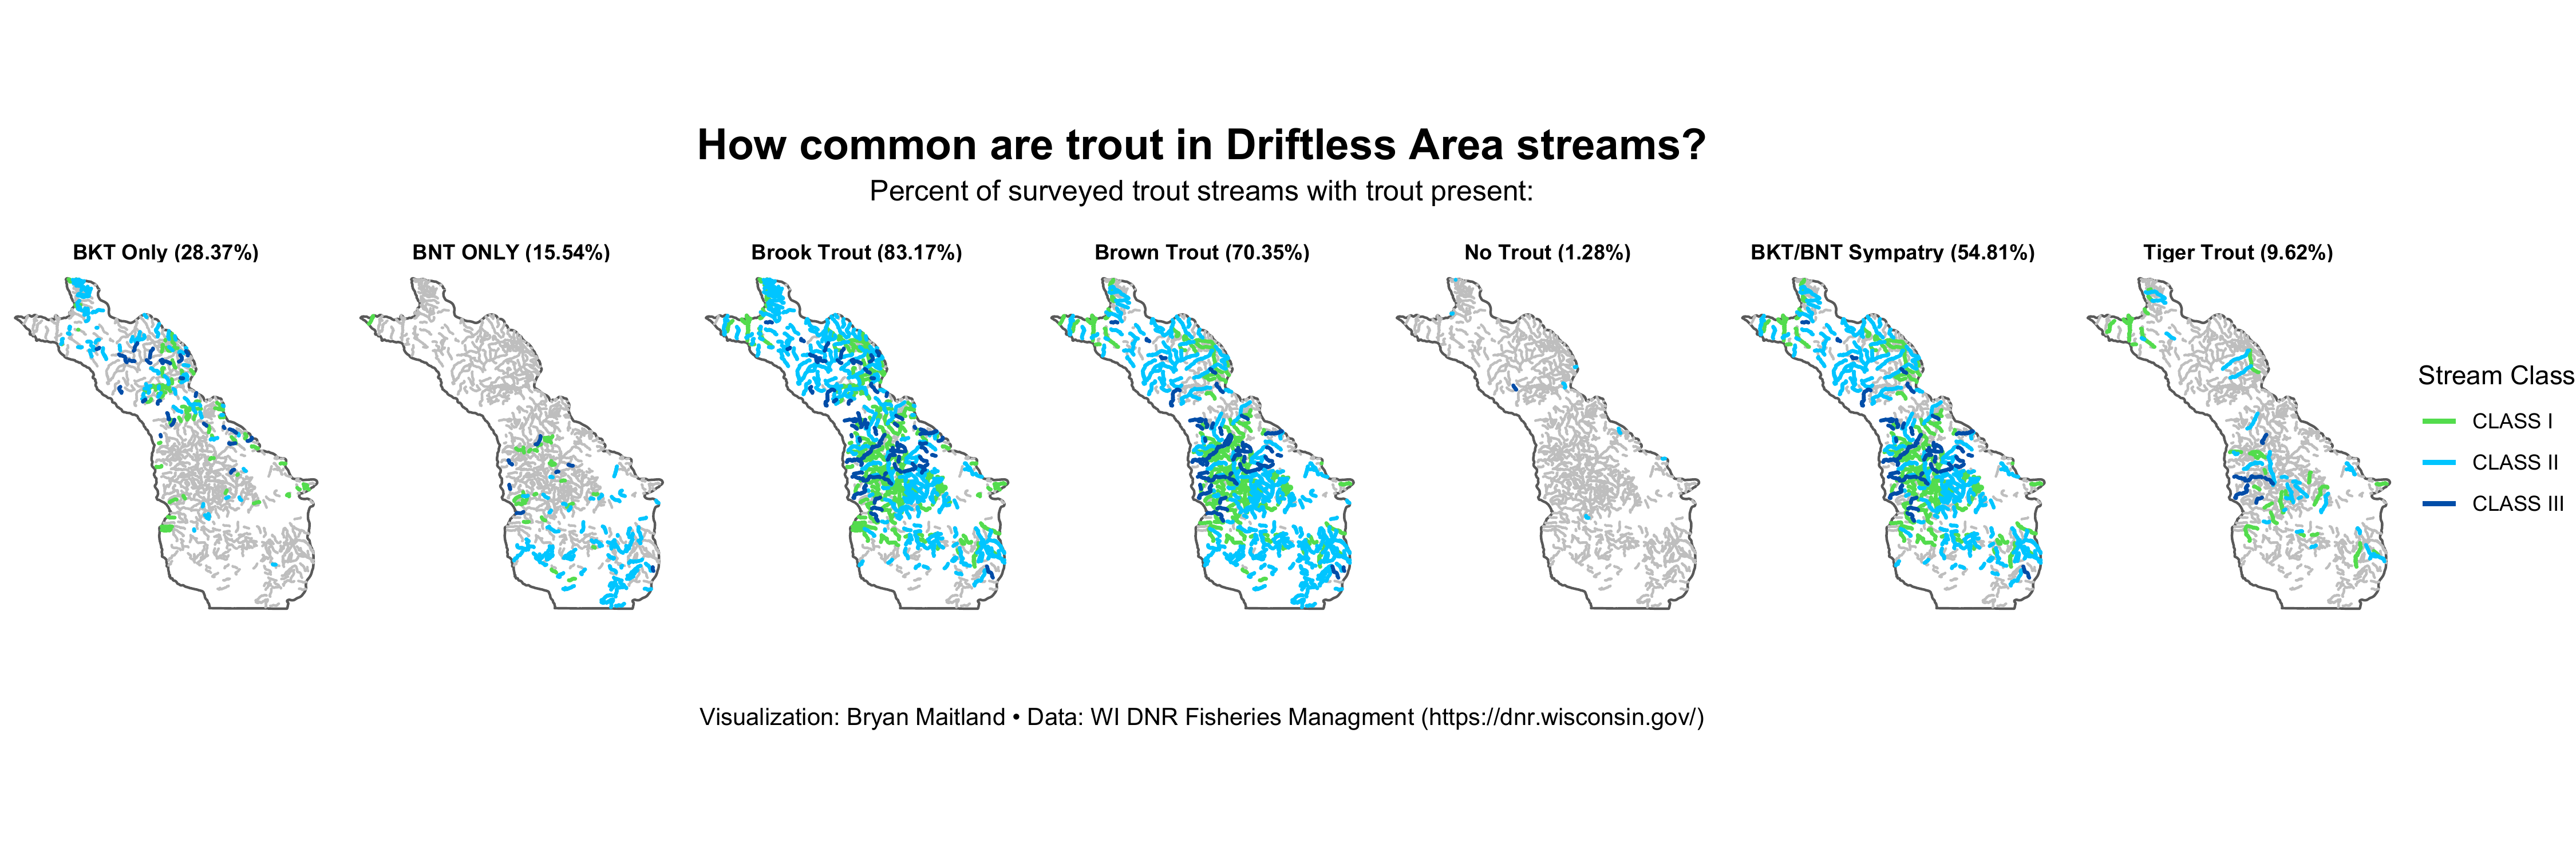 How common are trout in Driftless Area streams?
Percent of surveyed trout streams with trout present:
BKT Only (28.37%)
BNT ONLY (15.54%)
Brook Trout (83.17%)
Brown Trout (70.35%)
No Trout (1.28%)
BKT/BNT Sympatry (54.81%)
Tiger Trout (9.62%)
Stream Class
CLASS I
CLASS II
CLASS III
Visualization: Bryan Maitland • Data: WI DNR Fisheries Managment (https://dnr.wisconsin.gov/)